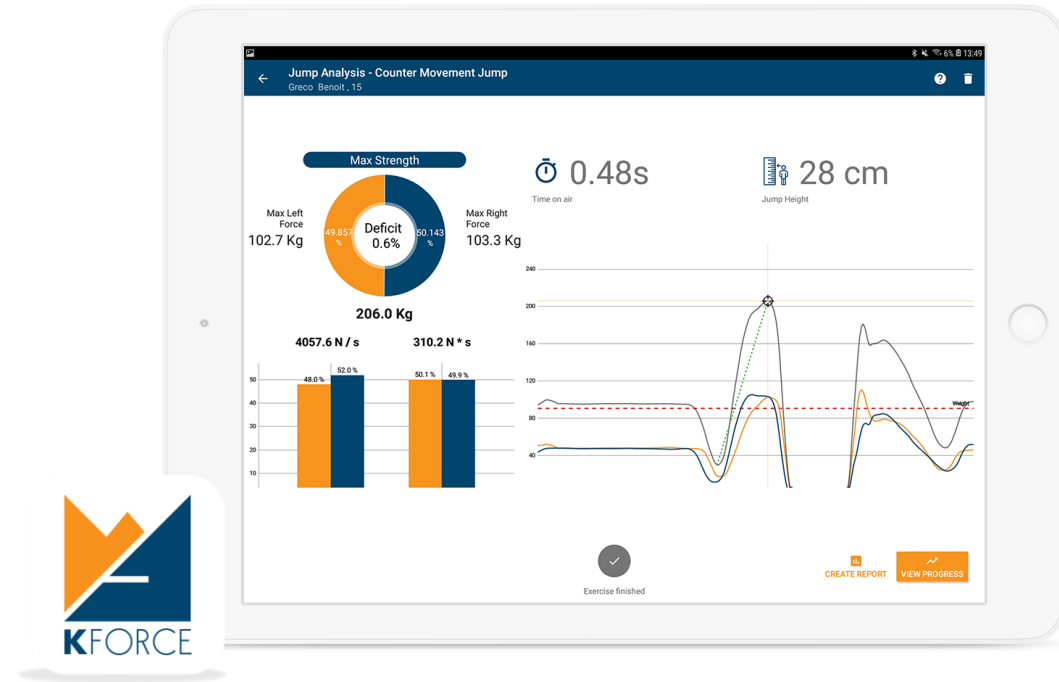 6% 13:49
Jump Analysis - Counter Movement Jump
Greco Benoit , 15
Max Strength
Max Left
Force
102.7 Kg
49.857
%
Deficit
0.6%
50.143
%
Max Right
Force
103.3 Kg
206.0 Kg
0.48s
Time on air
28 cm
Jump Height
4057.6 N / s
310.2 N * s
50
40
30
20
10
48.0 %
52.0 %
50.1 %
49.9 %
240
200
160
120
80
40
Weight
Exercise finished
CREATE REPORT
VIEW PROGRESS
KFORCE